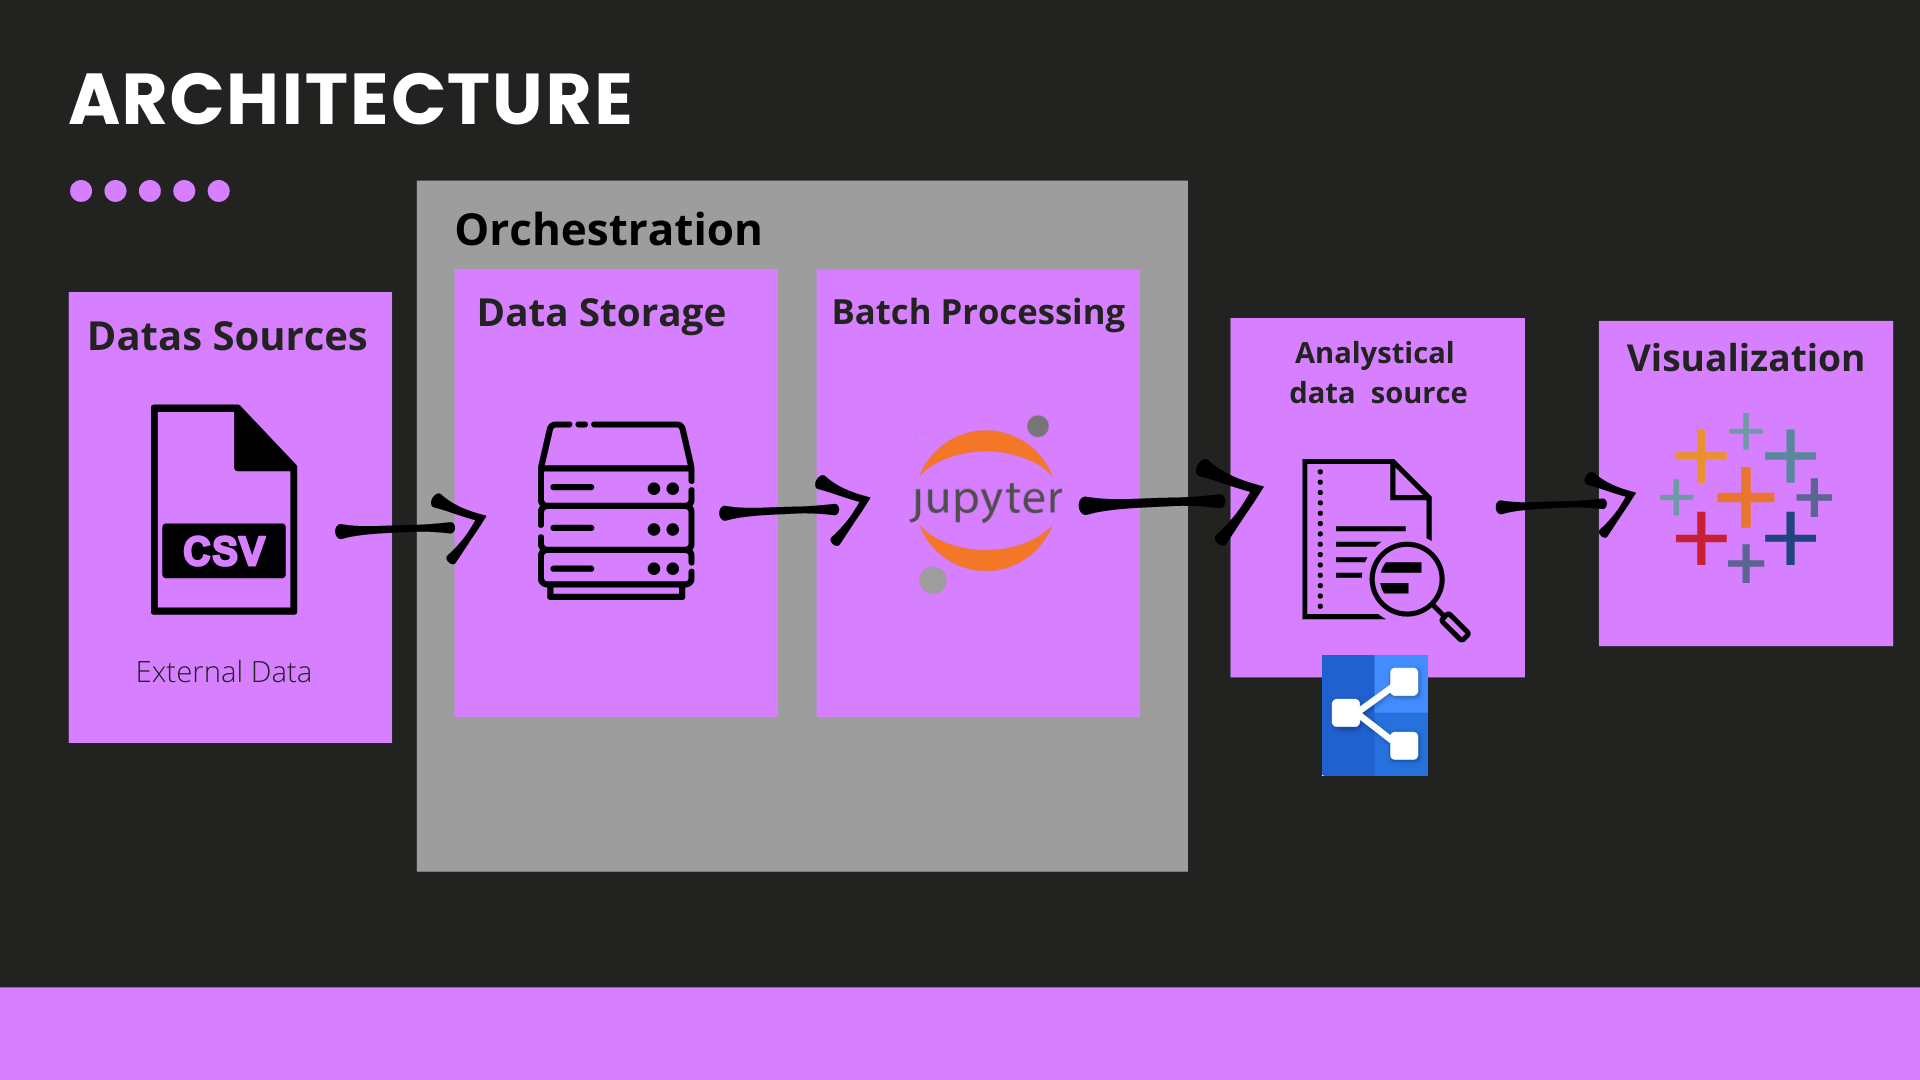 ARCHITECTURE
Orchestration
Datas Sources
CSV
External Data
Data Storage
Batch Processing
jupyter
Analystical
data source
Visualization